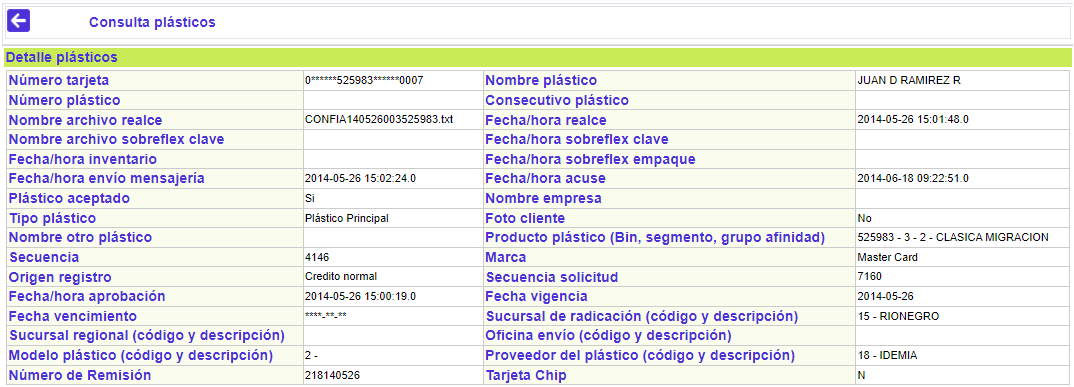 Consulta plásticos
Detalle plásticos
Número tarjeta 0******525983******0007 Nombre plástico JUAN D RAMIREZ R
Número plástico Consecutivo plástico
Nombre archivo realce CONFIA140526003525983.txt Fecha/hora realce 2014-05-26 15:01:48.0
Nombre archivo sobreflex clave Fecha/hora sobreflex clave
Fecha/hora inventario Fecha/hora sobreflex empaque
Fecha/hora envío mensajería 2014-05-26 15:02:24.0 Fecha/hora acuse 2014-06-18 09:22:51.0
Plástico aceptado Si Nombre empresa
Tipo plástico Plástico Principal Foto cliente No
Nombre otro plástico Producto plástico (Bin, segmento, grupo afinidad) 525983 - 3 - 2 - CLASICA MIGRACION
Secuencia 4146 Marca Master Card
Origen registro Credito normal Secuencia solicitud 7160
Fecha/hora aprobación 2014-05-26 15:00:19.0 Fecha vigencia 2014-05-26
Fecha vencimiento ****-**-** Sucursal de radicación (código y descripción) 15 - RIONEGRO
Sucursal regional (código y descripción) Oficina envío (código y descripción)
Modelo plástico (código y descripción) 2 - Proveedor del plástico (código y descripción) 18 - IDEMIA
Número de Remisión 218140526 Tarjeta Chip N